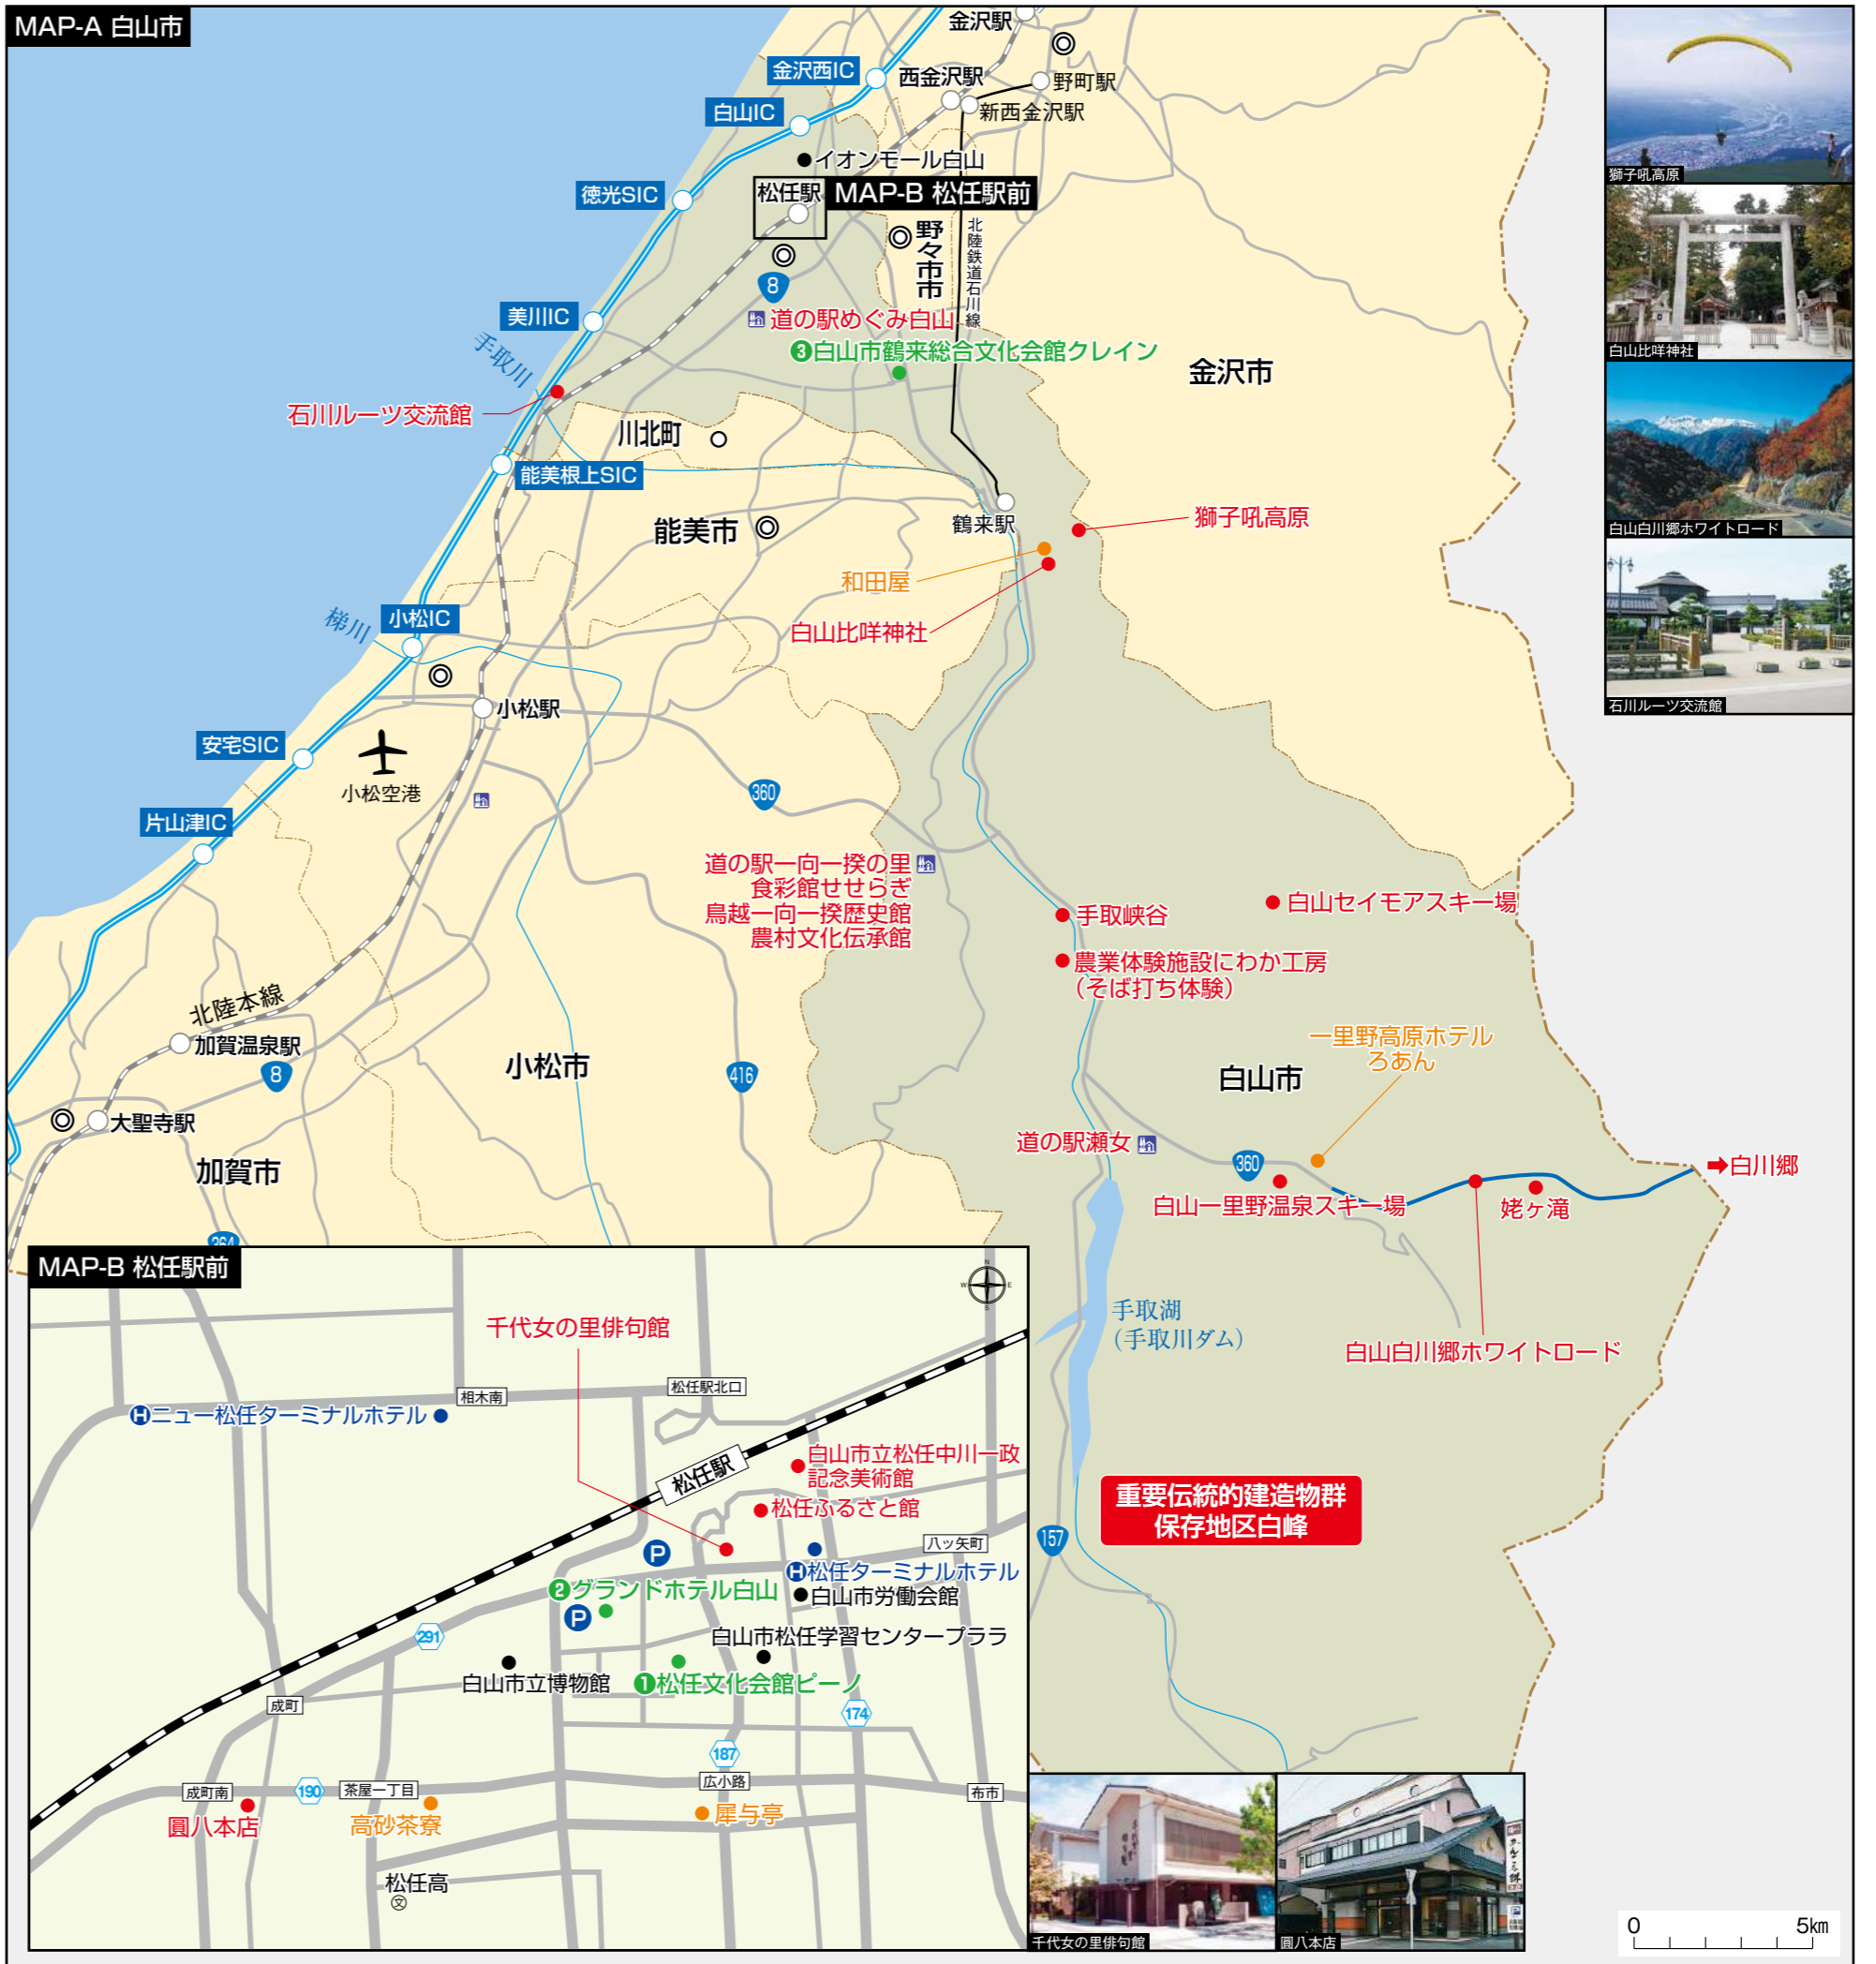 MAP-A 白山市
金沢駅
金沢西IC
西金沢駅
野町駅
新西金沢駅
白山IC
イオンモール白山
徳光SIC
松任駅
MAP-B 松任駅前
野々市市
北陸鉄道石川線
8
道の駅めぐみ白山
美川IC
手取川
❸白山市鶴来総合文化会館クレイン
金沢市
石川ルーツ交流館
川北町
能美根上SIC
能美市
鶴来駅
獅子吼高原
和田屋
白山比咩神社
梯川
小松IC
小松駅
安宅SIC
小松空港
360
片山津IC
道の駅一向一揆の里
食彩館せせらぎ
鳥越一向一揆歴史館
農村文化伝承館
手取峡谷
白山セイモアスキー場
農業体験施設にわか工房
(そば打ち体験)
北陸本線
加賀温泉駅
8
小松市
416
一里野高原ホテル
ろあん
白山市
大聖寺駅
加賀市
道の駅瀬女
360
➡白川郷
白山一里野温泉スキー場
姥ヶ滝
364
手取湖
(手取川ダム)
白山白川郷ホワイトロード
重要伝統的建造物群
保存地区白峰
157
獅子吼高原
白山比咩神社
白山白川郷ホワイトロード
石川ルーツ交流館
MAP-B 松任駅前
N
W E
S
千代女の里俳句館
相木南
松任駅北口
Hニュー松任ターミナルホテル
松任駅
白山市立松任中川一政
記念美術館
松任ふるさと館
八ッ矢町
P
H松任ターミナルホテル
❷グランドホテル白山
白山市労働会館
P
291
白山市松任学習センタープララ
白山市立博物館
❶松任文化会館ピーノ
成町
174
187
成町南
190
茶屋一丁目
広小路
布市
圓八本店
高砂茶寮
犀与亭
松任高
文
千代女の里俳句館
圓八本店
0 5km